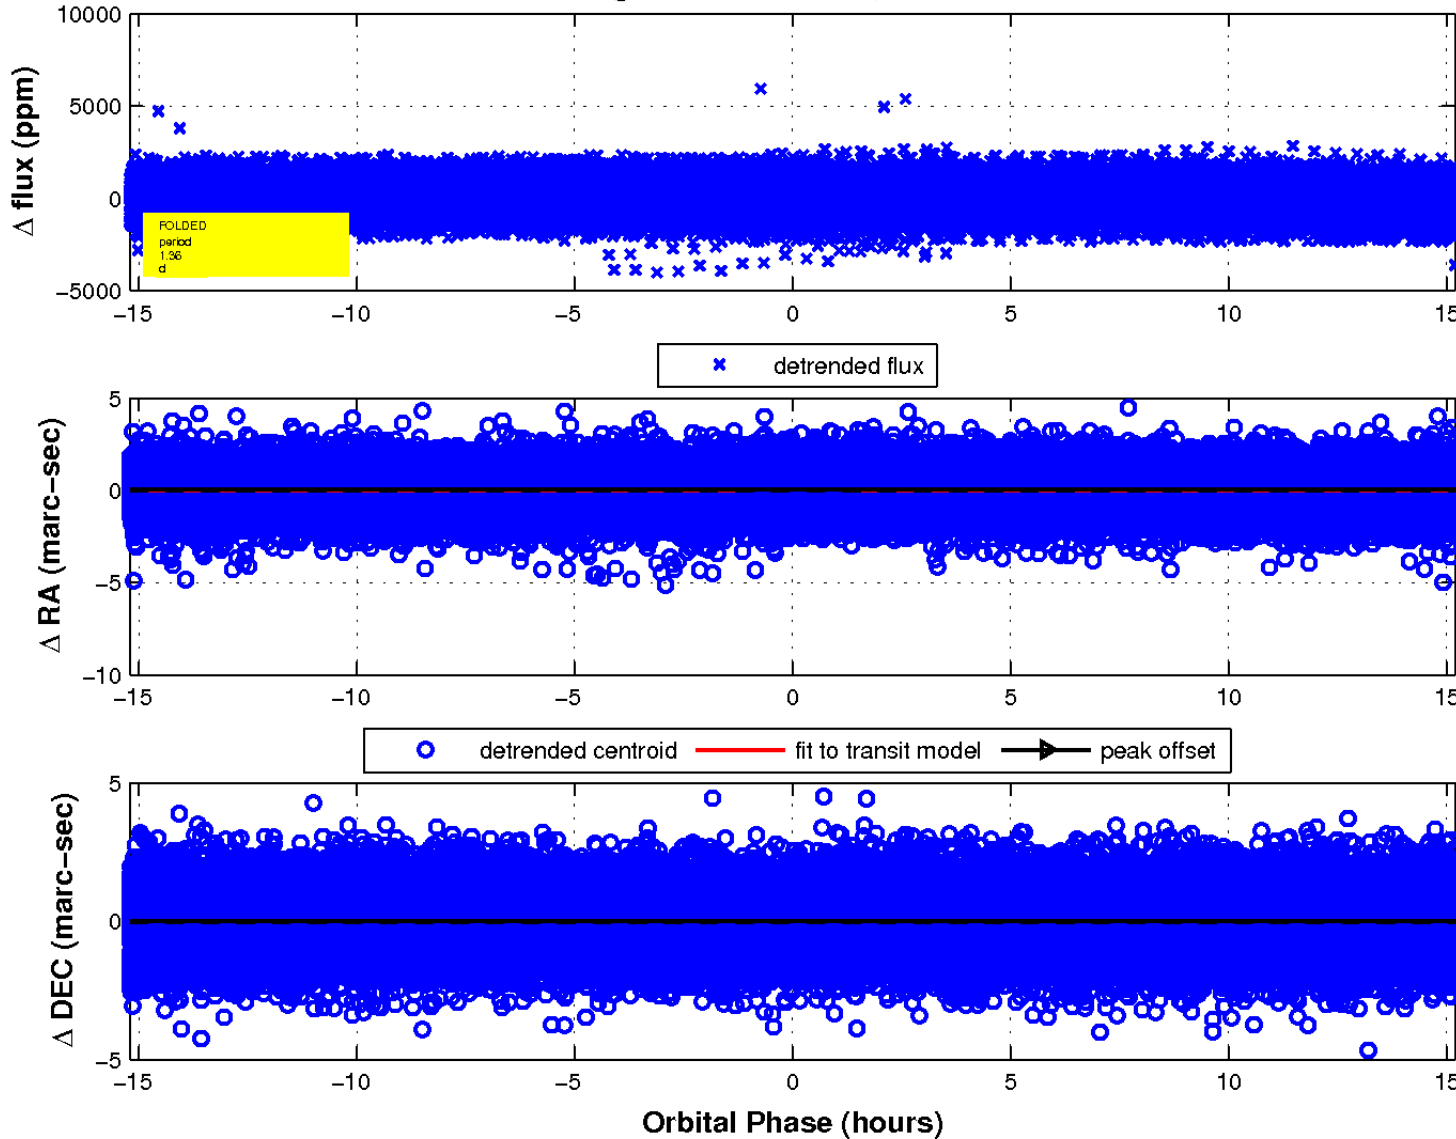 10000
5000
0
−5000
Δ flux (ppm)
FOLDED
period
1.36
d
−15 −10 −5 0 5 10 15
detrended flux
5
0
−5
−10
Δ RA (marc−sec)
−15 −10 −5 0 5 10 15
detrended centroid fit to transit model peak offset
5
0
−5
Δ DEC (marc−sec)
−15 −10 −5 0 5 10 15
Orbital Phase (hours)